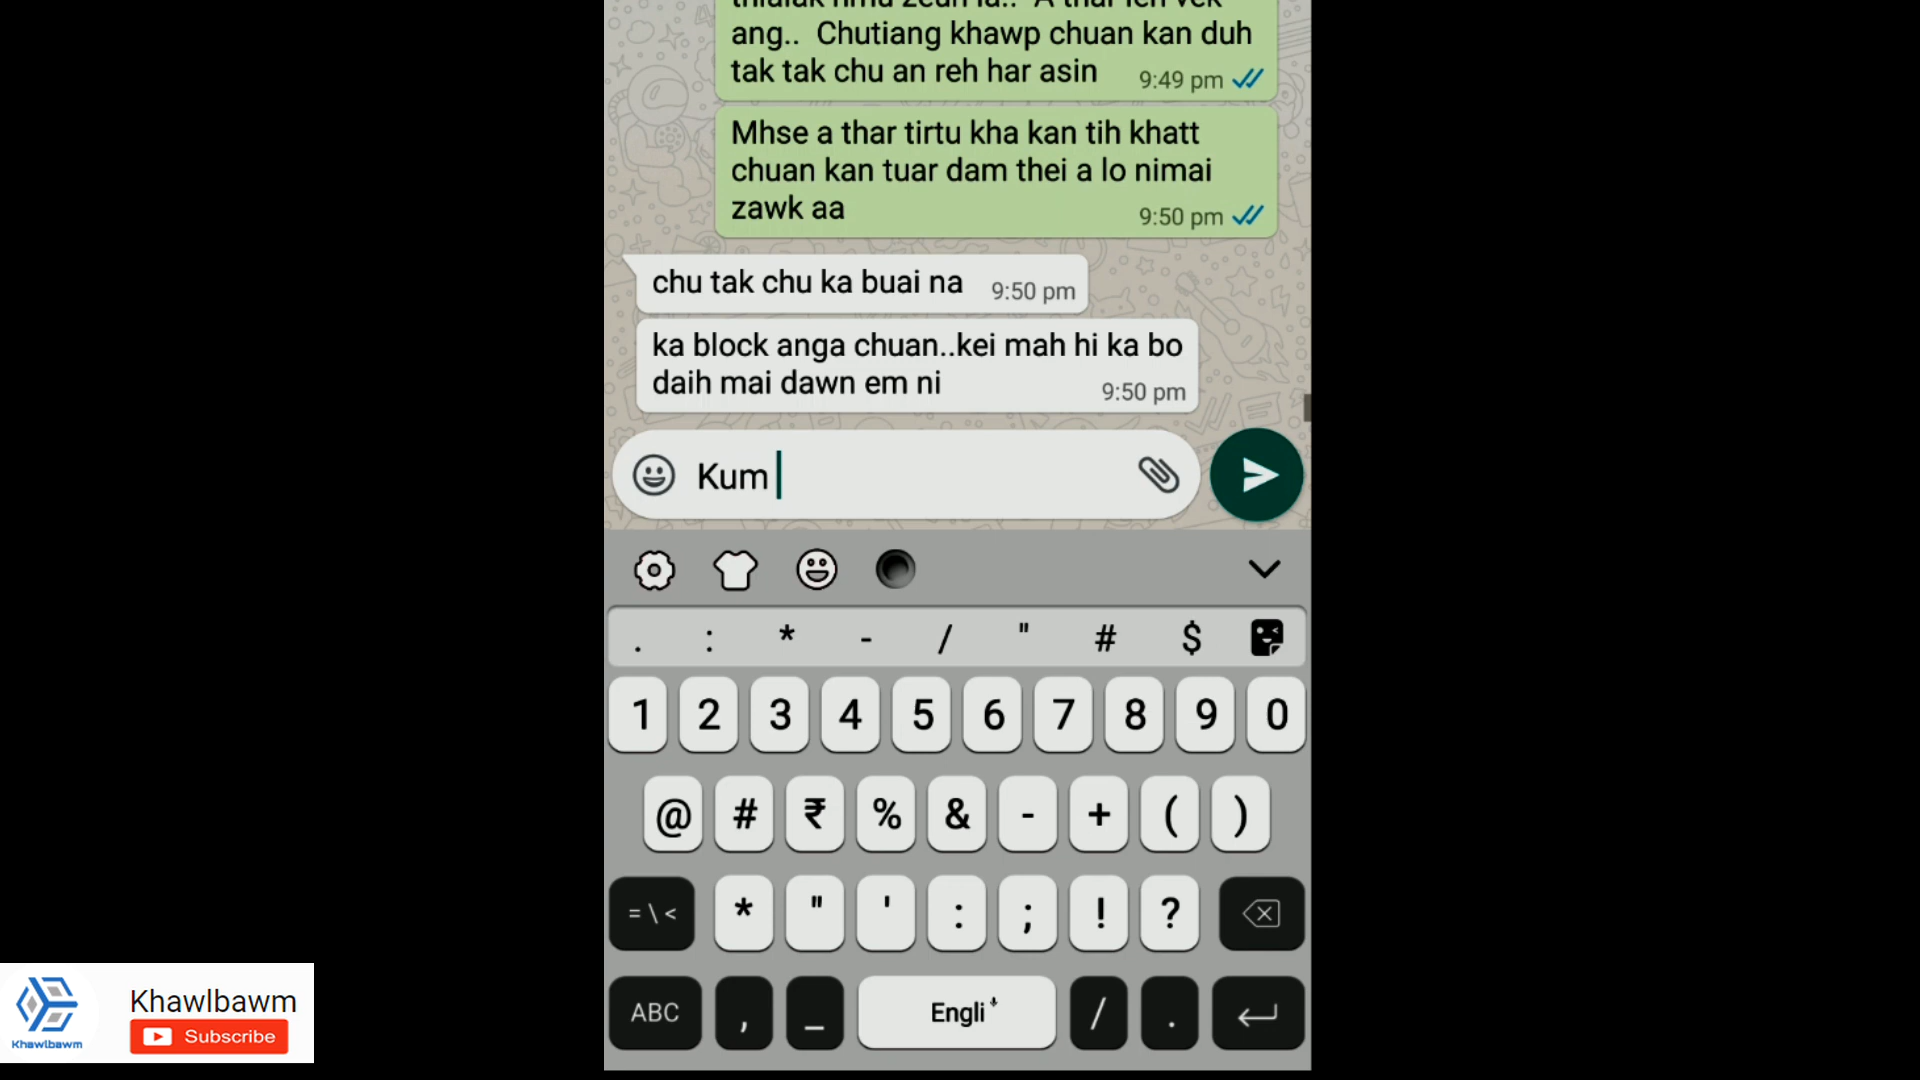 ang.. Chutiang khawp chuan kan duh
tak tak chu an reh har asin 9:49 pm
Mhse a thar tirtu kha kan tih khatt
chuan kan tuar dam thei a lo nimai
zawk aa 9:50 pm
chu tak chu ka buai na 9:50 pm
ka block anga chuan..kei mah hi ka bo
daih mai dawn em ni 9:50 pm
Kum
. : * - / " # $
1 2 3 4 5 6 7 8 9 0
@ # ₹ % & - + ( )
= \ < * " ' : ; ! ?
ABC , _ Engli / .
Khawlbawm
Khawlbawm
Subscribe